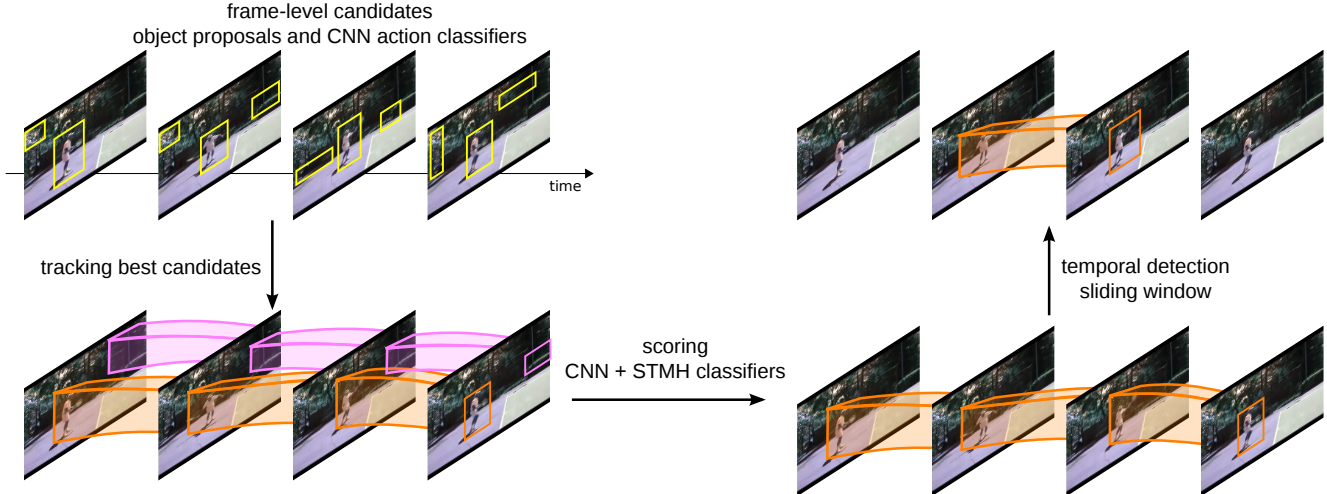 frame-level candidates
object proposals and CNN action classifiers
time
tracking best candidates
scoring
CNN + STMH classifiers
temporal detection
sliding window